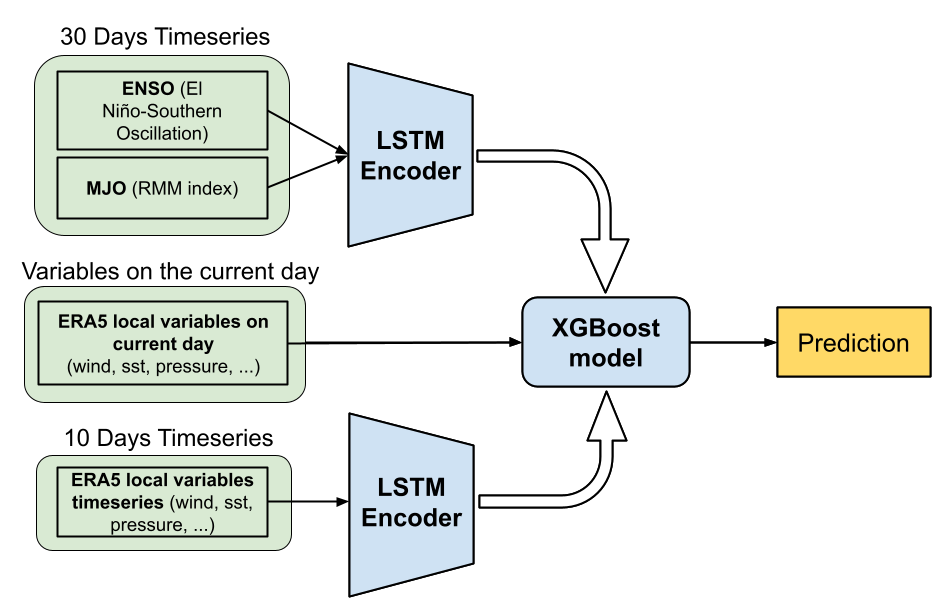 30 Days Timeseries
ENSO (El
Niño-Southern
Oscillation)
MJO (RMM index)
LSTM
Encoder
Variables on the current day
ERA5 local variables on
current day
(wind, sst, pressure, ...)
XGBoost
model
Prediction
10 Days Timeseries
ERA5 local variables
timeseries (wind, sst,
pressure, ...)
LSTM
Encoder